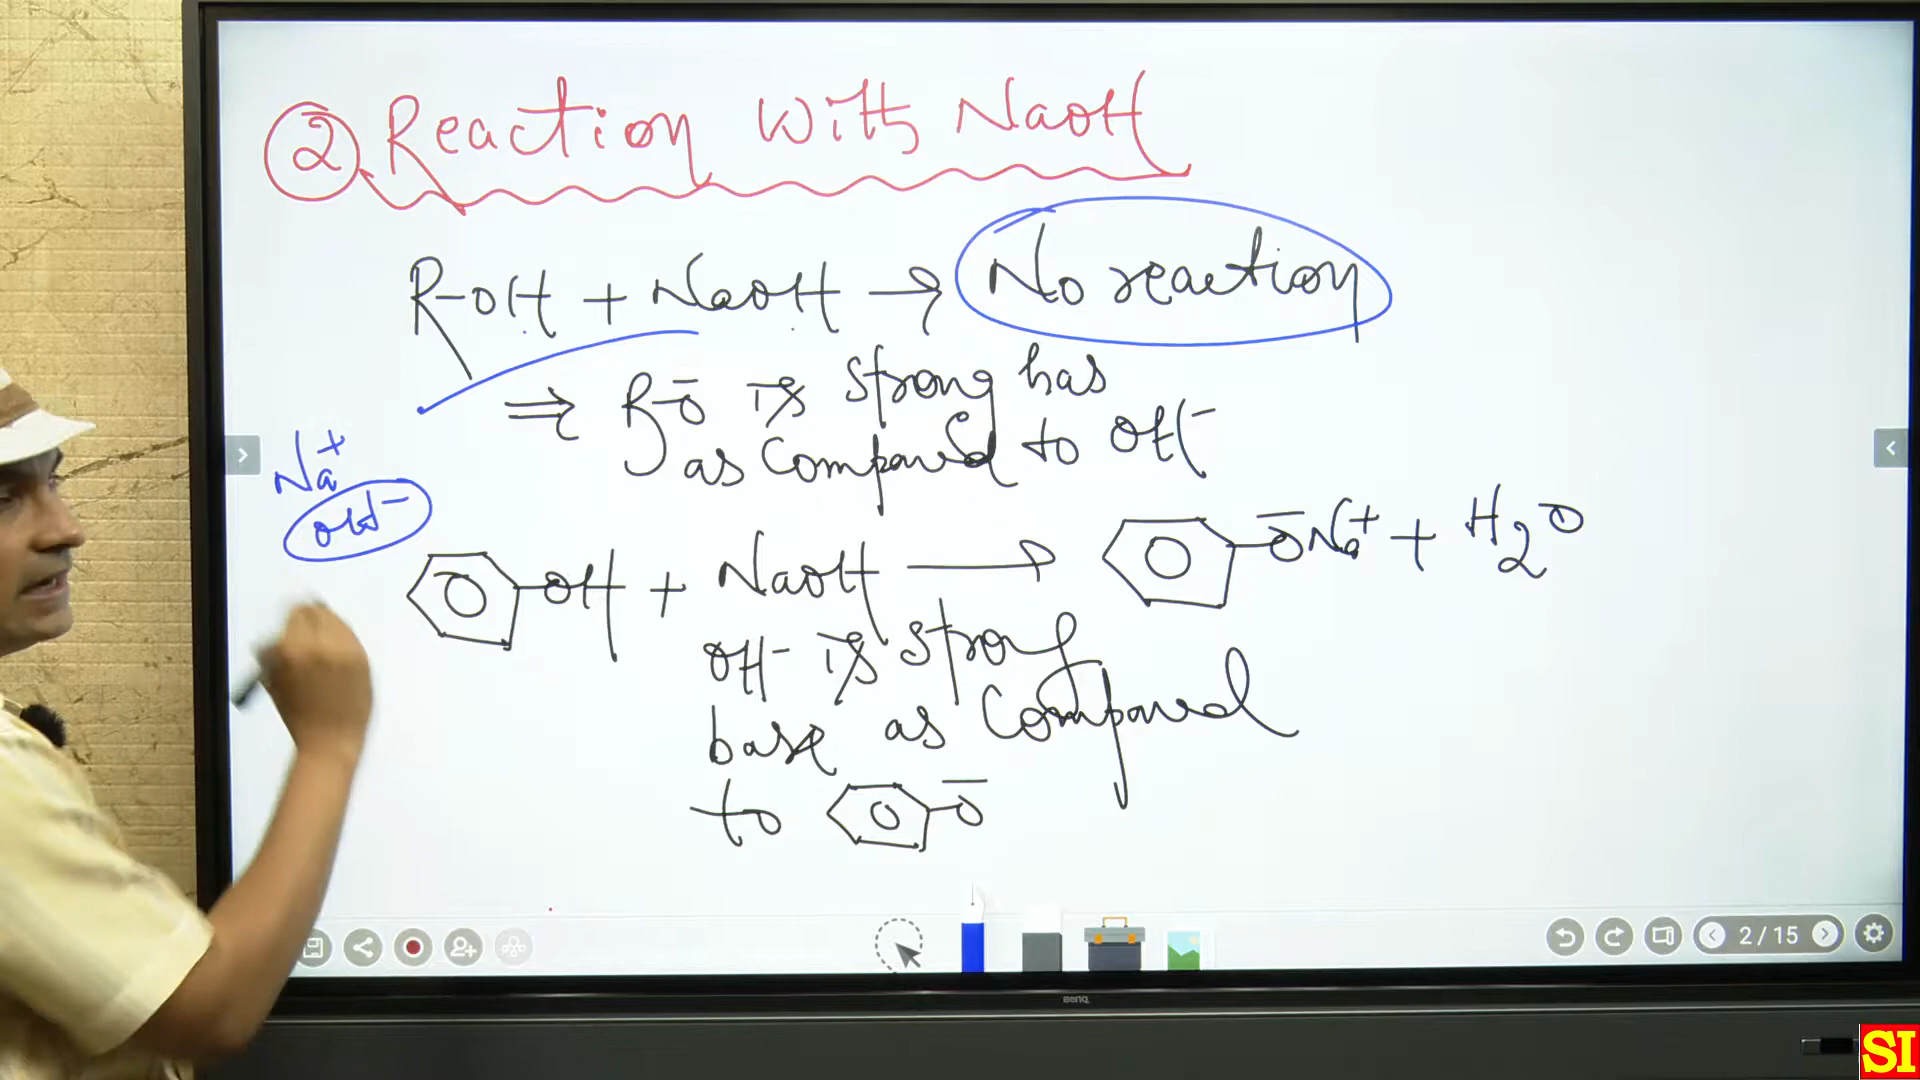 ② Reaction with NaOH
R-OH + NaOH → No reaction
⇒ R-O⁻ is strong bas
as compared to OH⁻
Na⁺
OH⁻
-OH + NaOH → -O⁻Na⁺ + H₂O
OH⁻ is strong
base as compared
to -O⁻
2/15
BenQ
SI